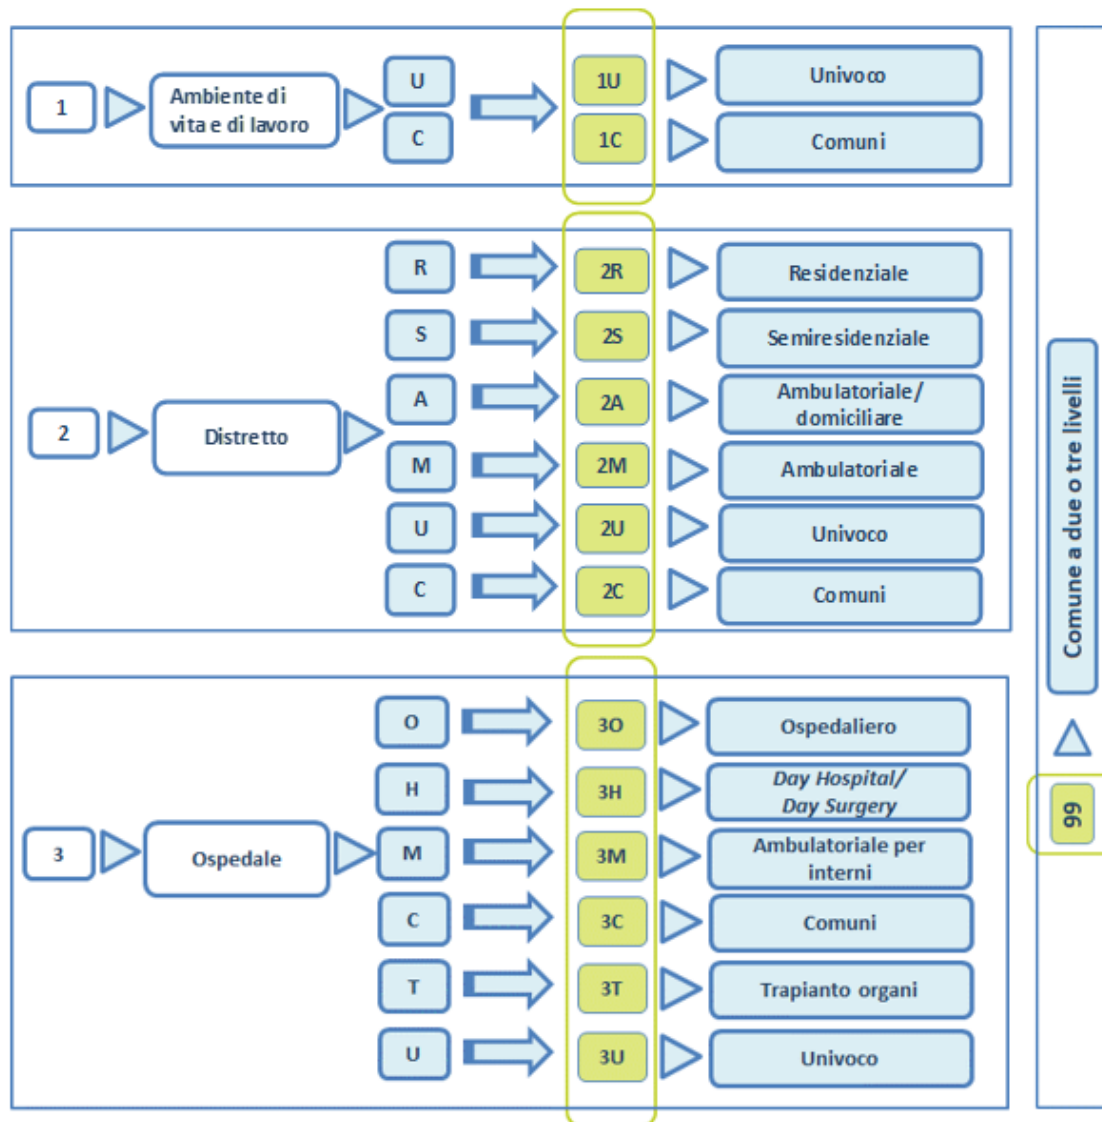 1
Ambiente di
vita e di lavoro
U
C
1U
1C
Univoco
Comuni
2
Distretto
R
S
A
M
U
C
2R
2S
2A
2M
2U
2C
Residenziale
Semiresidenziale
Ambulatoriale/
domiciliare
Ambulatoriale
Univoco
Comuni
3
Ospedale
O
H
M
C
T
U
3O
3H
3M
3C
3T
3U
Ospedaliero
Day Hospital/
Day Surgery
Ambulatoriale per
interni
Comuni
Trapianto organi
Univoco
99
Comune a due o tre livelli